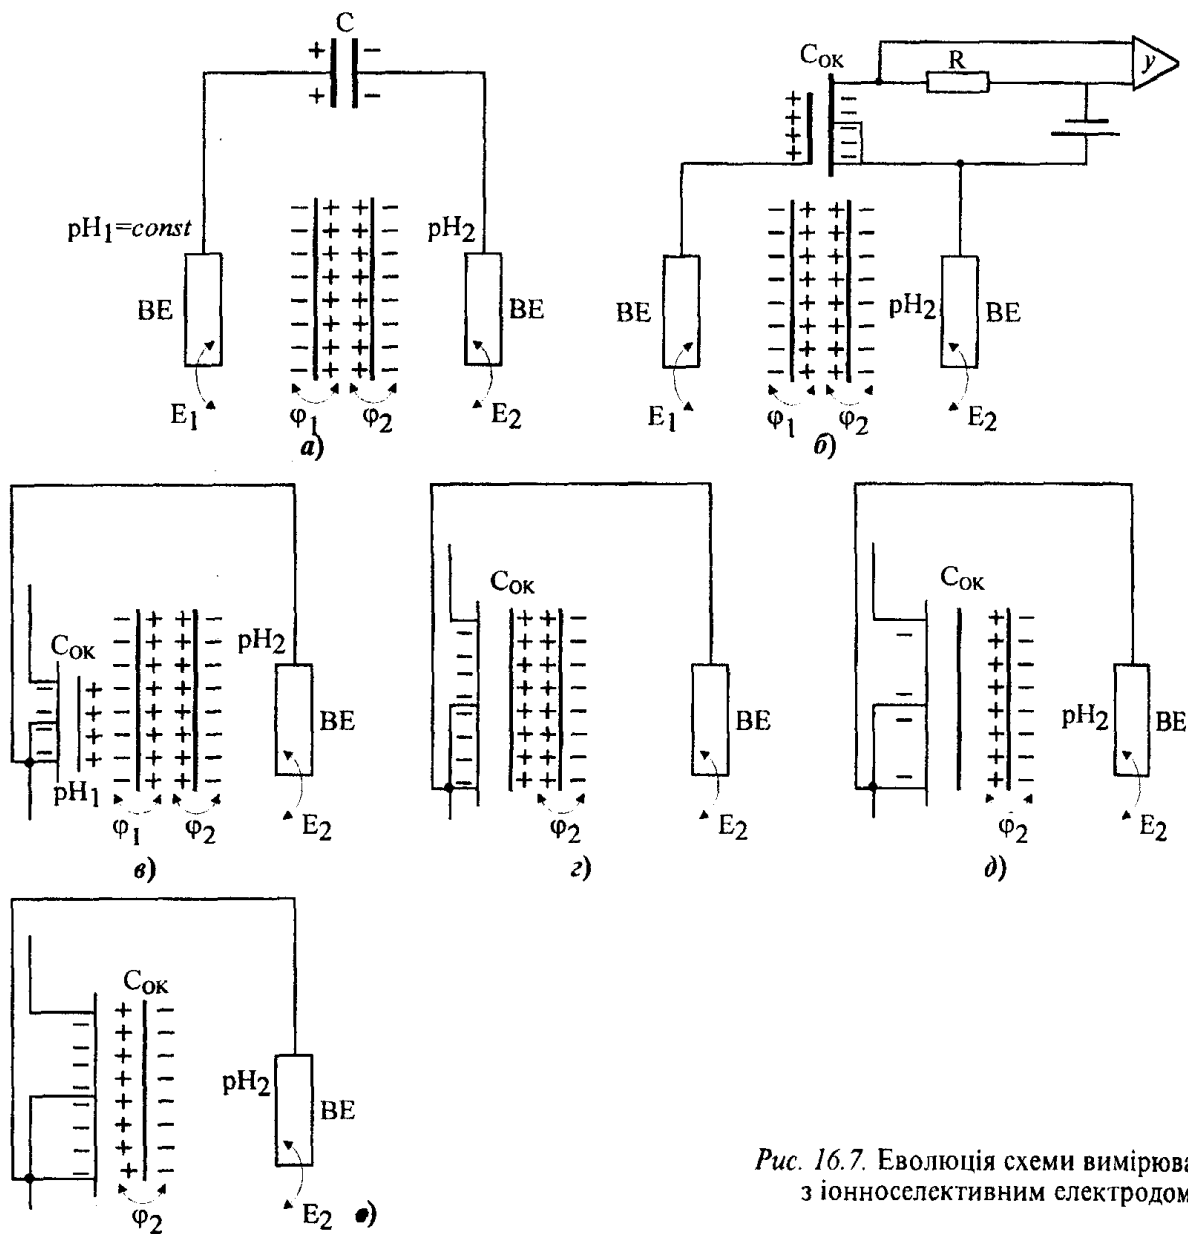 C
pH1=const
pH2
BE
BE
E1
φ1
φ2
E2
а)
CОК
R
У
BE
pH2
BE
E1
φ1
φ2
E2
б)
CОК
pH2
BE
pH1
φ1
φ2
E2
в)
CОК
BE
φ2
E2
г)
CОК
pH2
BE
φ2
E2
д)
CОК
pH2
BE
φ2
E2
Рис. 16.7. Еволюція схеми вимірюва
з іонноселективним електродом